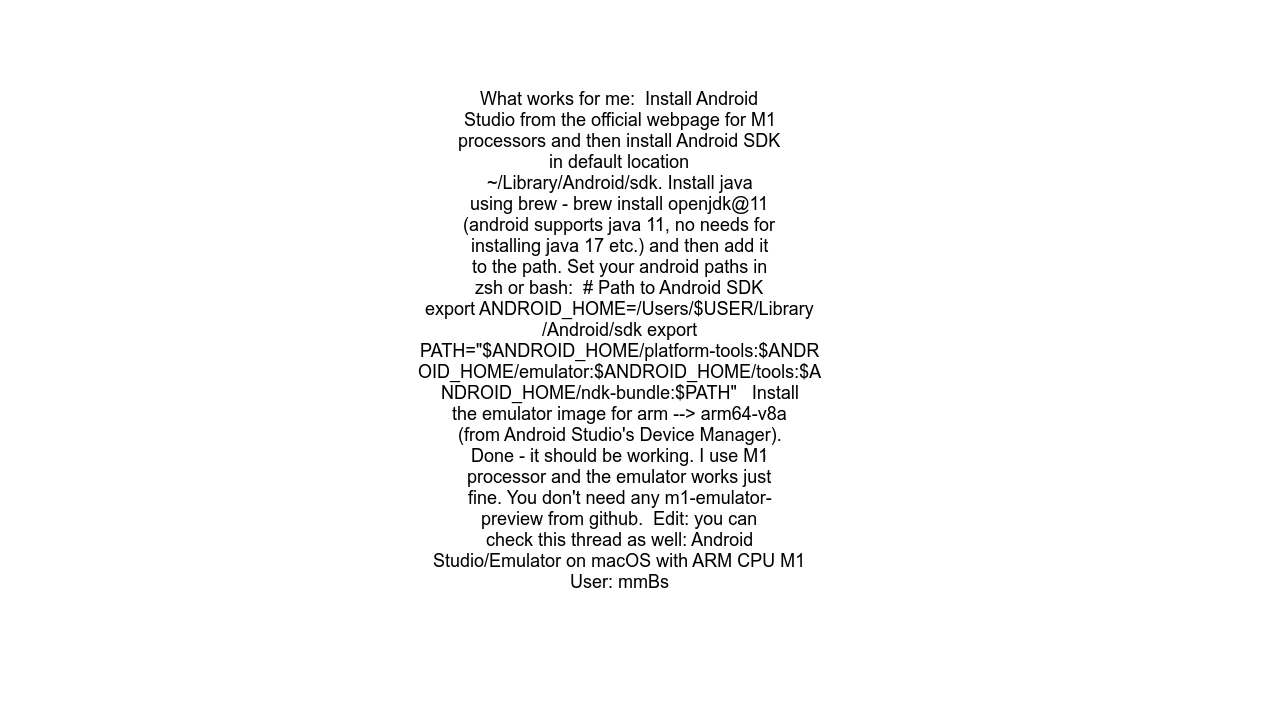 What works for me:  Install Android
Studio from the official webpage for M1
processors and then install Android SDK
in default location
~/Library/Android/sdk. Install java
using brew - brew install openjdk@11
(android supports java 11, no needs for
installing java 17 etc.) and then add it
to the path. Set your android paths in
zsh or bash:  # Path to Android SDK
export ANDROID_HOME=/Users/$USER/Library
/Android/sdk export
PATH="$ANDROID_HOME/platform-tools:$ANDR
OID_HOME/emulator:$ANDROID_HOME/tools:$A
NDROID_HOME/ndk-bundle:$PATH"   Install
the emulator image for arm --> arm64-v8a
(from Android Studio's Device Manager).
Done - it should be working. I use M1
processor and the emulator works just
fine. You don't need any m1-emulator-
preview from github.  Edit: you can
check this thread as well: Android
Studio/Emulator on macOS with ARM CPU M1
User: mmBs